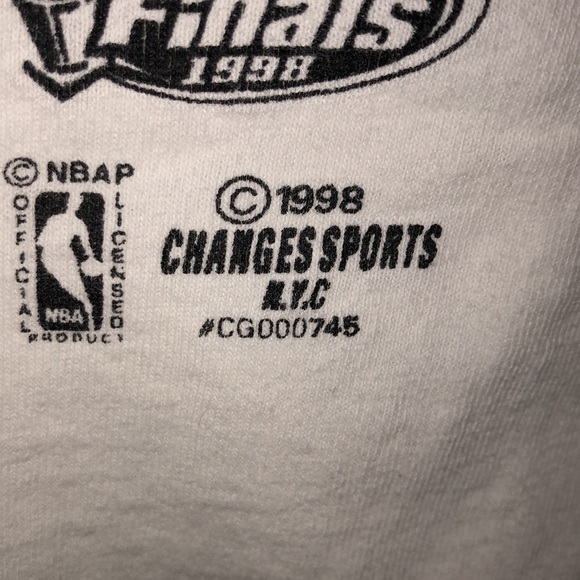 Finals
1998
© NBAP
OFFICIAL
LICENSED
NBA
PRODUCT
© 1998
CHANGES SPORTS
N.Y.C
#CG000745